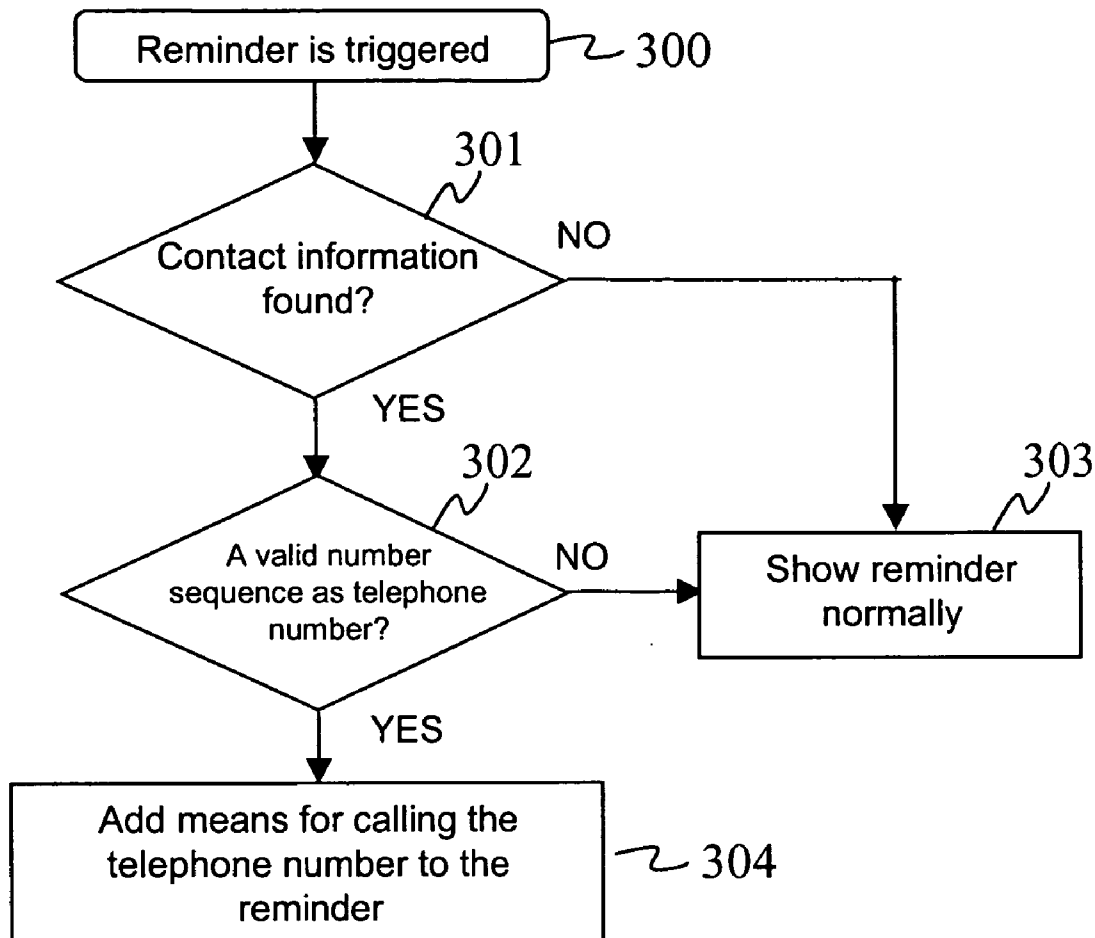 Reminder is triggered
300
301
Contact information
found?
NO
YES
302
303
A valid number
sequence as telephone
number?
NO
Show reminder
normally
YES
Add means for calling the
telephone number to the
reminder
304